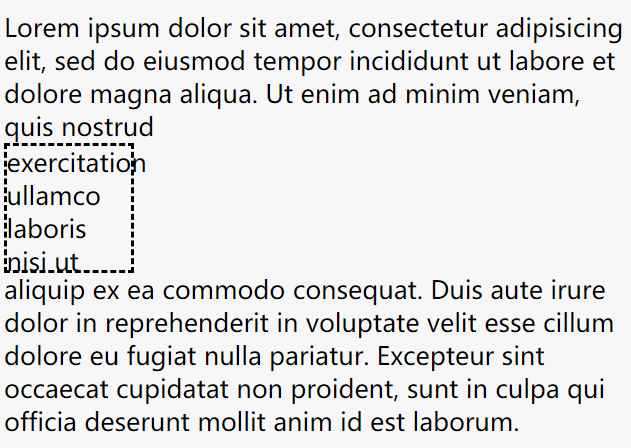 Lorem ipsum dolor sit amet, consectetur adipisicing
elit, sed do eiusmod tempor incididunt ut labore et
dolore magna aliqua. Ut enim ad minim veniam,
quis nostrud
exercitation
ullamco
laboris
nisi ut
aliquip ex ea commodo consequat. Duis aute irure
dolor in reprehenderit in voluptate velit esse cillum
dolore eu fugiat nulla pariatur. Excepteur sint
occaecat cupidatat non proident, sunt in culpa qui
officia deserunt mollit anim id est laborum.